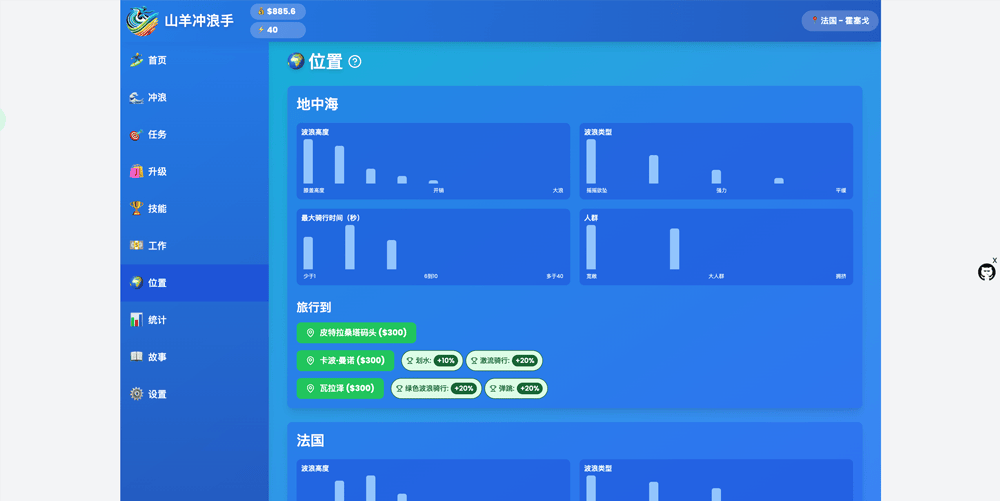 山羊冲浪手
$885.6
40
法国 - 霍塞戈
首页
冲浪
任务
升级
技能
工作
位置
统计
故事
设置
位置
地中海
波浪高度
膝盖高度 开销 大浪
波浪类型
摇摇欲坠 强力 平缓
最大骑行时间（秒）
少于1 6到10 多于40
人群
宽敞 大人群 拥挤
旅行到
皮特拉桑塔码头 ($300)
卡波·曼诺 ($300) 划水: +10% 激流骑行: +20%
瓦拉泽 ($300) 绿色波浪骑行: +20% 弹跳: +20%
法国
波浪高度
波浪类型
X